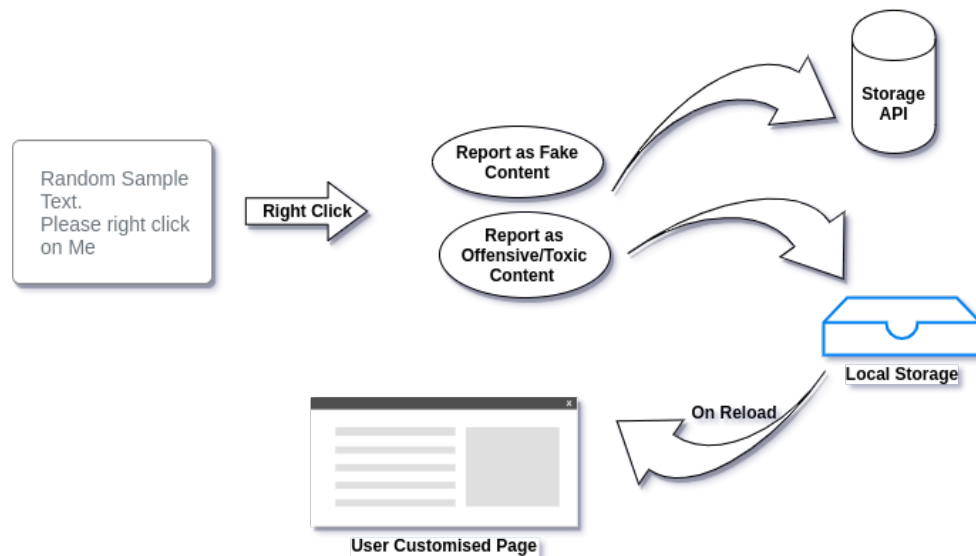 Storage
API
Report as Fake
Content
Random Sample
Text.
Please right click
on Me
Right Click
Report as
Offensive/Toxic
Content
Local Storage
On Reload
x
User Customised Page